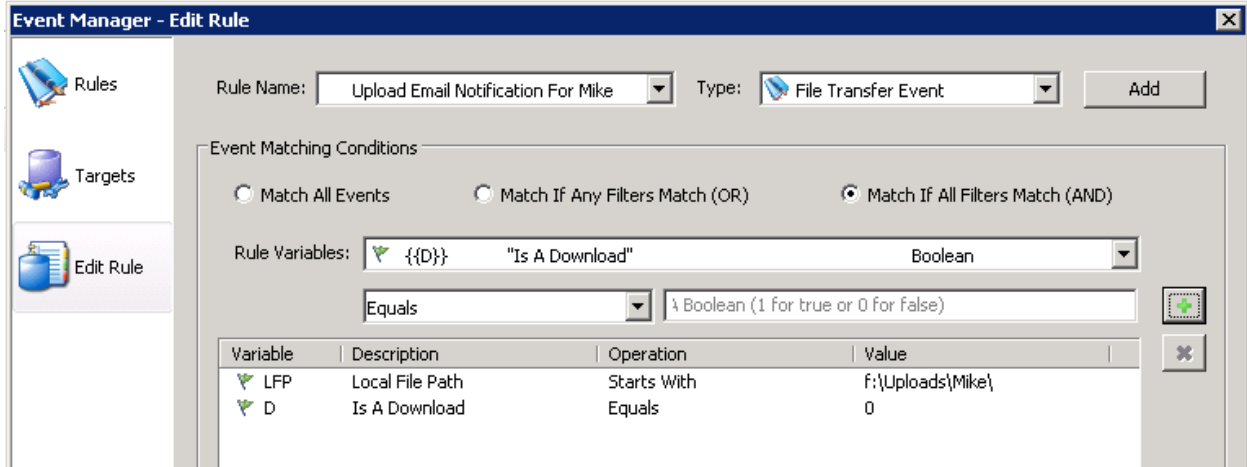 Event Manager - Edit Rule
Rules
Rule Name: Upload Email Notification For Mike Type: File Transfer Event Add
Event Matching Conditions
Targets
Match All Events Match If Any Filters Match (OR) Match If All Filters Match (AND)
Rule Variables: {{D}} "Is A Download" Boolean
Edit Rule
Equals Boolean (1 for true or 0 for false)
Variable Description Operation Value
LFP Local File Path Starts With f:\Uploads\Mike\
D Is A Download Equals 0